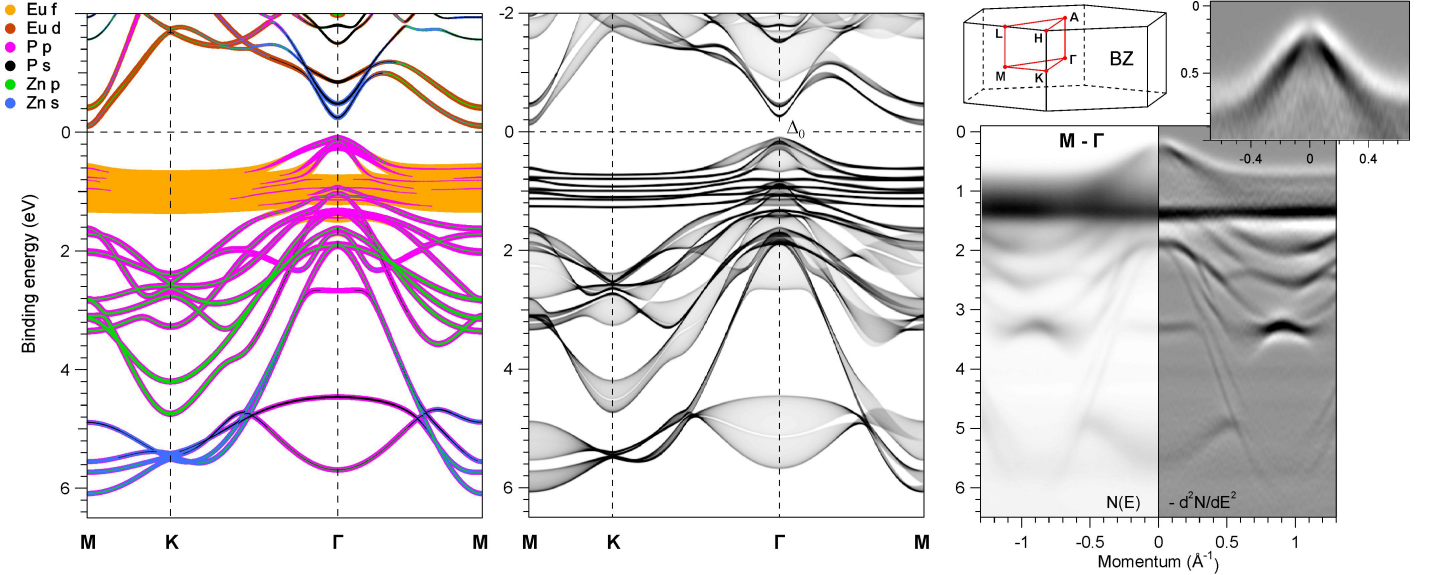 Eu f
Eu d
P p
P s
Zn p
Zn s
Binding energy (eV)
0
2
4
6
M K Γ M
-2
0
2
4
6
Δ0
M K Γ M
A
L
H
Γ
M
K
BZ
0
0.5
-0.4 0 0.4
M - Γ
0
1
2
3
4
5
6
N(E)
- d²N/dE²
-1 -0.5 0 0.5 1
Momentum (Å⁻¹)